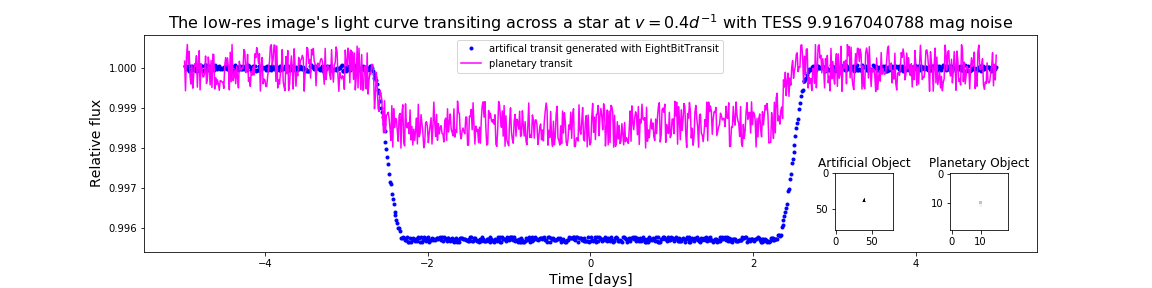 The low-res image's light curve transiting across a star at v = 0.4d⁻¹ with TESS 9.9167040788 mag noise
artifical transit generated with EightBitTransit
planetary transit
Relative flux
1.000
0.999
0.998
0.997
0.996
Artificial Object
0
50
0 50
Planetary Object
0
10
0 10
−4 −2 0 2 4
Time [days]